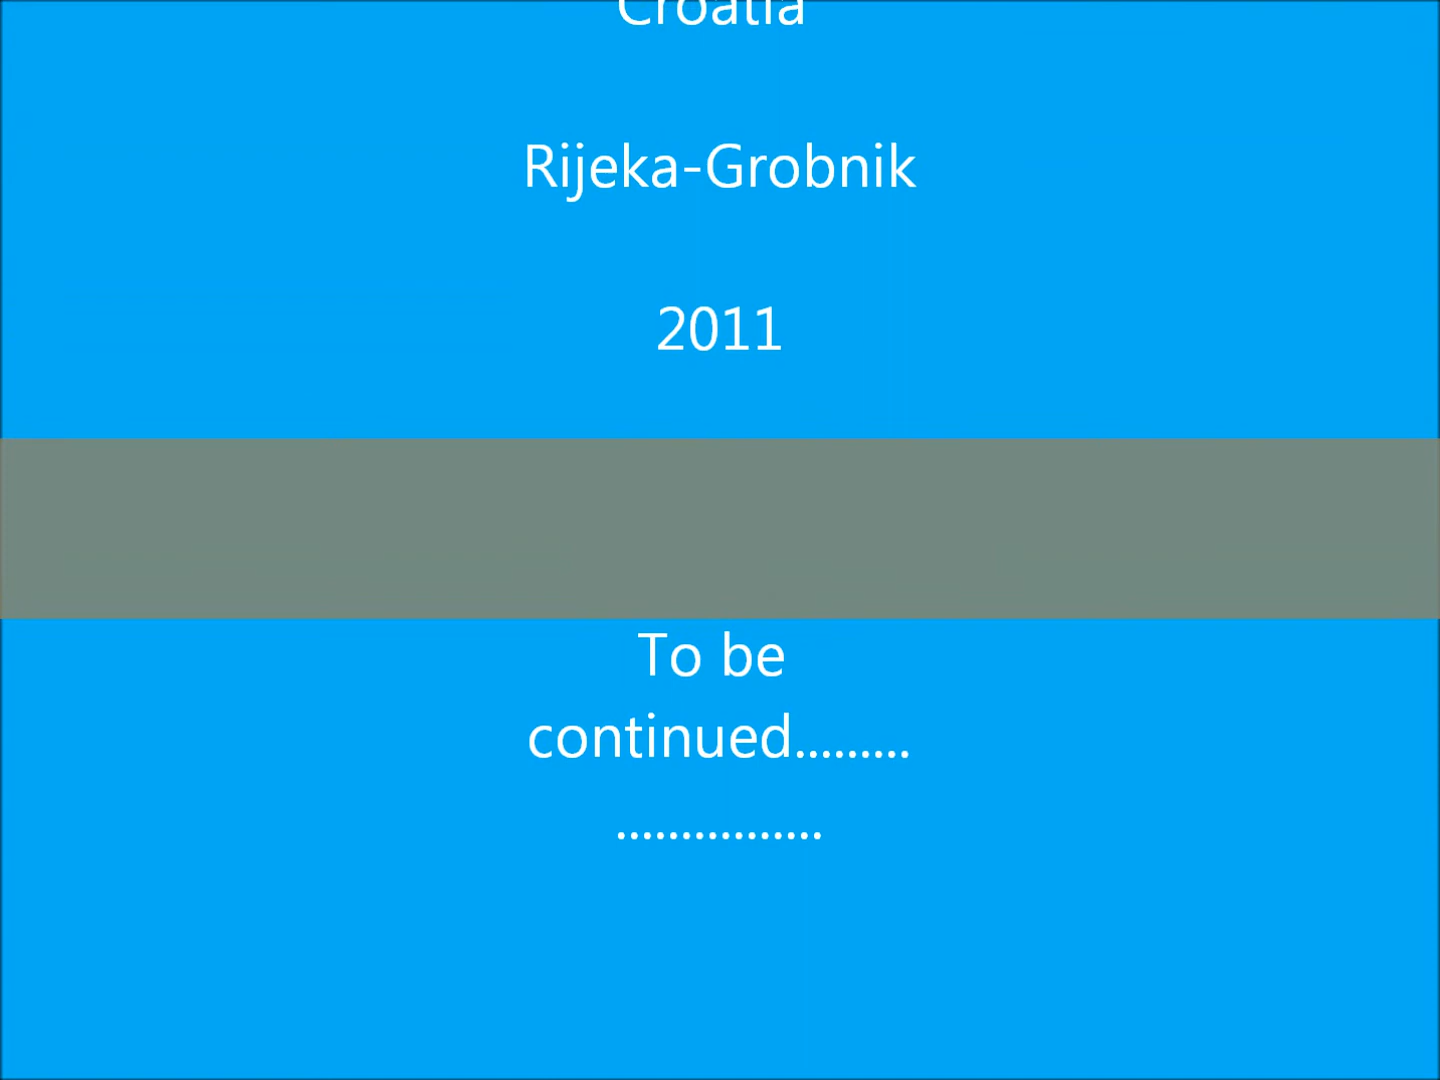 Croatia
Rijeka-Grobnik
2011
To be
continued.........
................